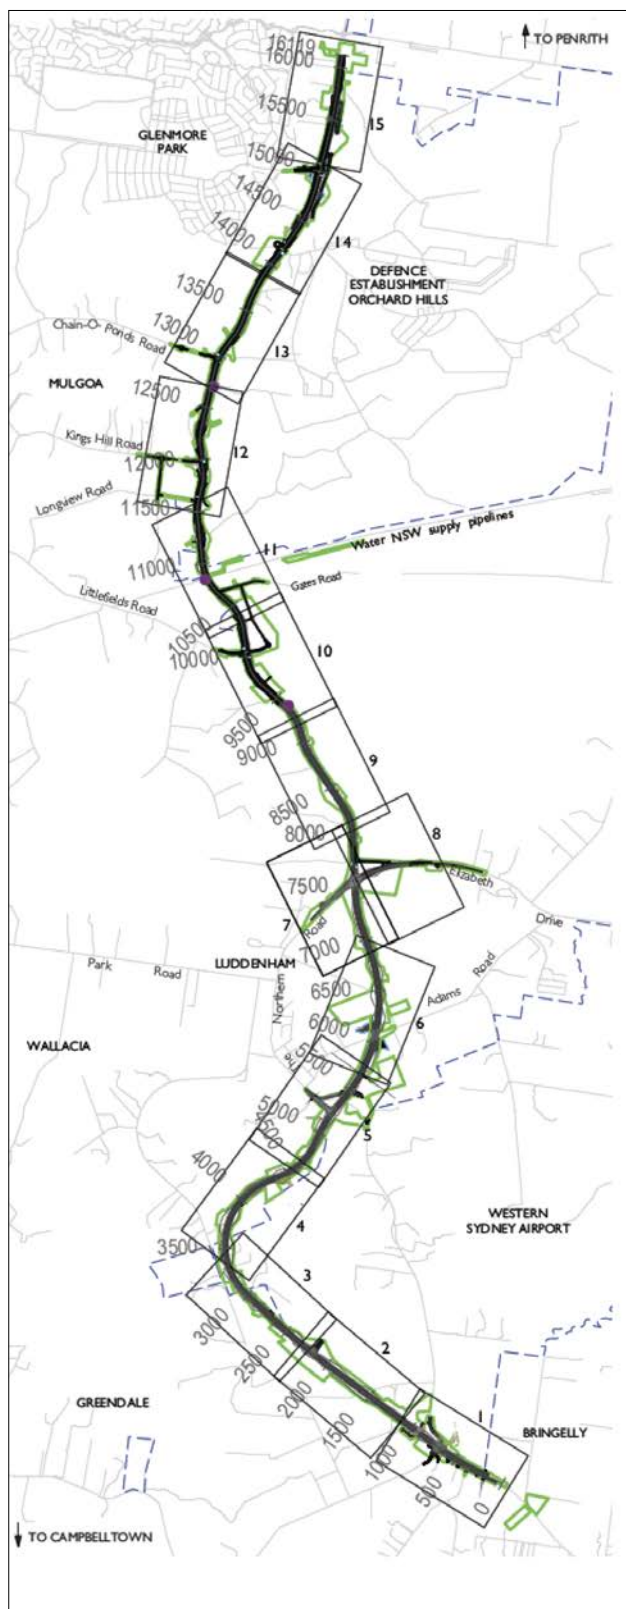 16119
16000
TO PENRITH
15500
15
GLENMORE
PARK
15000
14500
14
14000
DEFENCE
ESTABLISHMENT
ORCHARD HILLS
13500
Chain-O- Ponds Road
13000
13
MULGOA
12500
Kings Hill Road
12000
12
Longview Road
11500
Water NSW supply pipelines
11
11000
Gates Road
Littlefields Road
10500
10000
10
9500
9000
9
8500
8000
8
7500
Elizabeth
Drive
7
Road
7000
LUDDENHAM
Park Road
Northern
6500
Adams Road
6000
6
The
WALLACIA
5000
5
4000
WESTERN
SYDNEY AIRPORT
4
3500
3
3000
2500
2
2000
1500
GREENDALE
1
1000
BRINGELLY
500
0
TO CAMPBELLTOWN